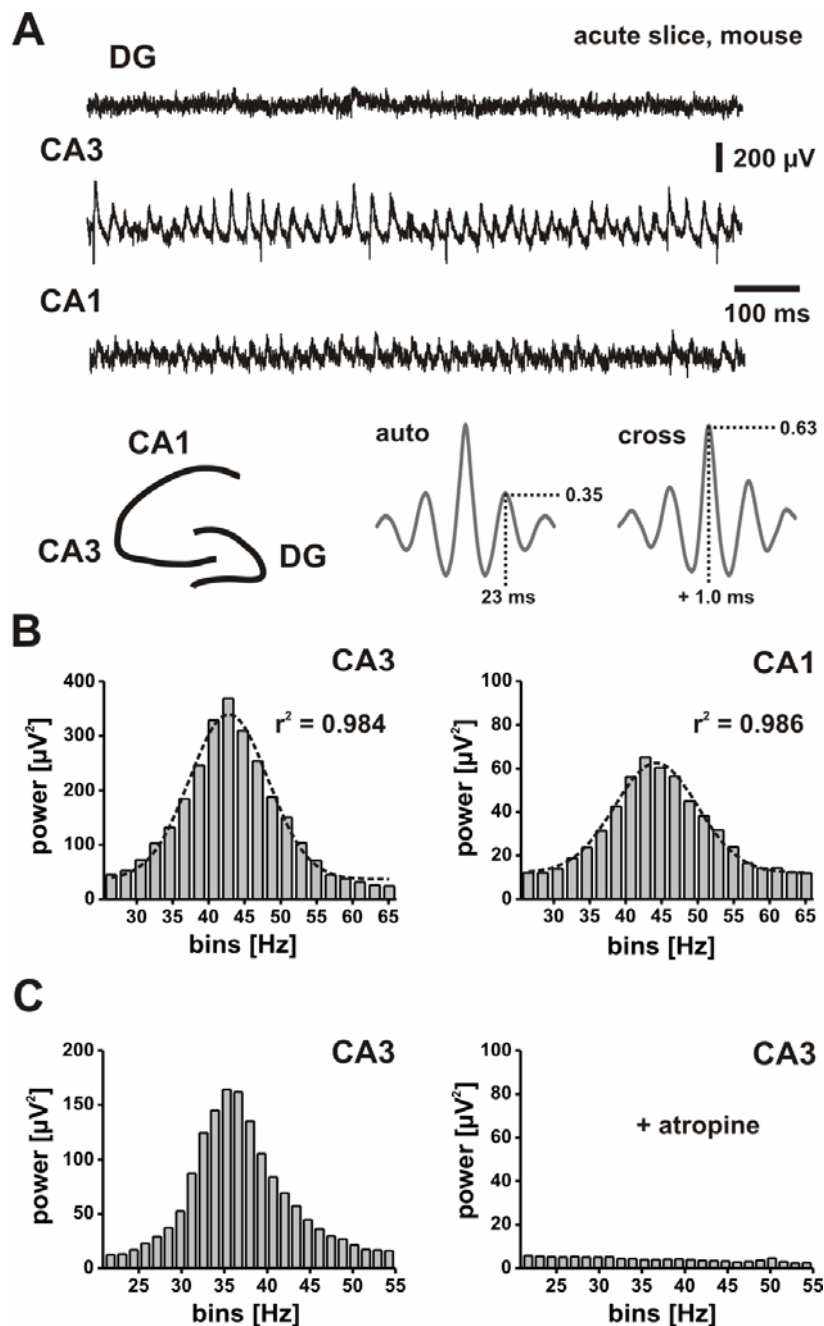 A
DG
acute slice, mouse
CA3
200 µV
CA1
100 ms
CA1
CA3
DG
auto
0.35
23 ms
cross
0.63
+ 1.0 ms
B
CA3
r² = 0.984
power [µV²]
400
300
200
100
0
30 35 40 45 50 55 60 65
bins [Hz]
CA1
r² = 0.986
power [µV²]
100
80
60
40
20
0
30 35 40 45 50 55 60 65
bins [Hz]
C
CA3
power [µV²]
200
150
100
50
0
25 30 35 40 45 50 55
bins [Hz]
CA3
+ atropine
power [µV²]
100
80
60
40
20
0
25 30 35 40 45 50 55
bins [Hz]